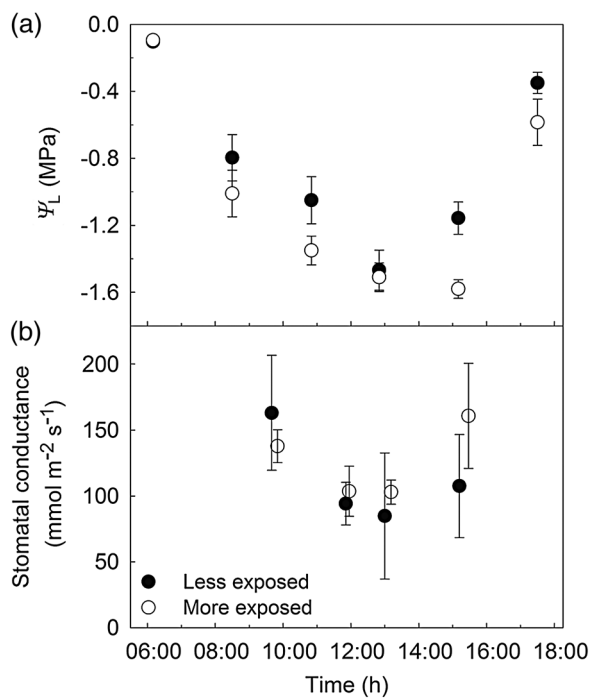 (a)
0.0
-0.4
-0.8
-1.2
-1.6
ΨL (MPa)
(b)
200
150
100
50
0
Stomatal conductance
(mmol m⁻² s⁻¹)
Less exposed
More exposed
06:00 08:00 10:00 12:00 14:00 16:00 18:00
Time (h)